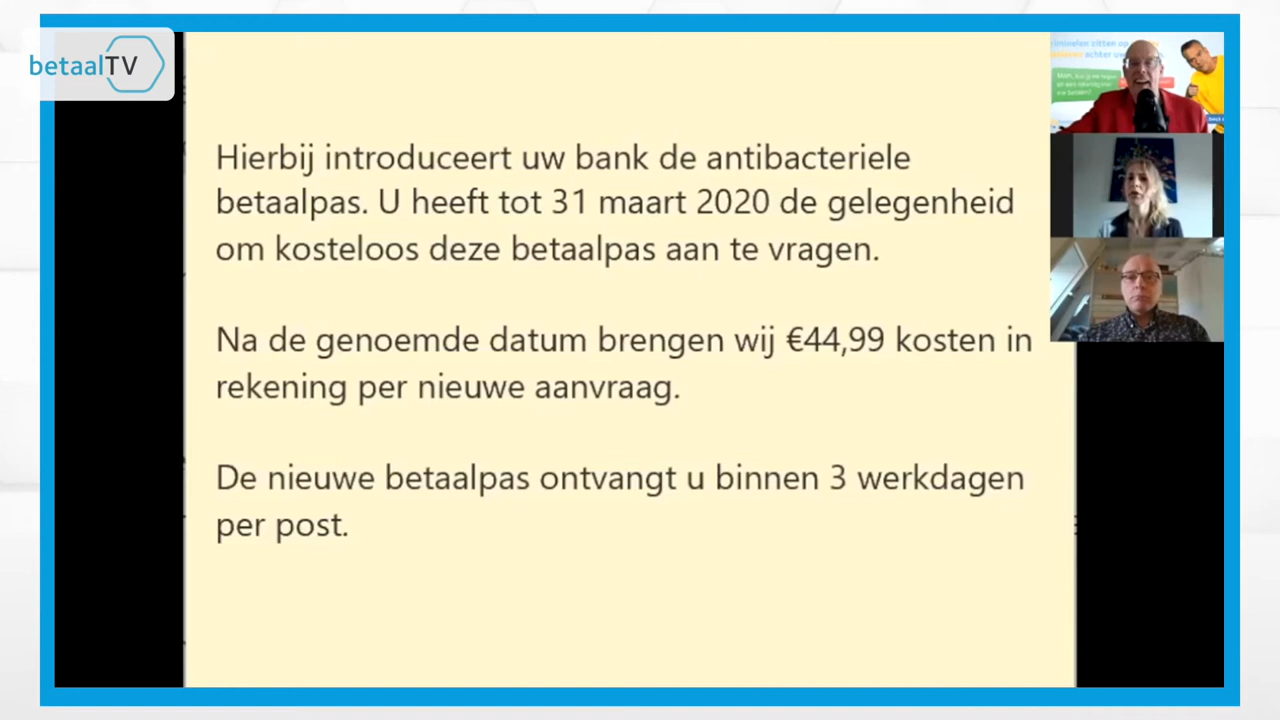 betaalTV
Hierbij introduceert uw bank de antibacteriele
betaalpas. U heeft tot 31 maart 2020 de gelegenheid
om kosteloos deze betaalpas aan te vragen.
Na de genoemde datum brengen wij €44,99 kosten in
rekening per nieuwe aanvraag.
De nieuwe betaalpas ontvangt u binnen 3 werkdagen
per post.